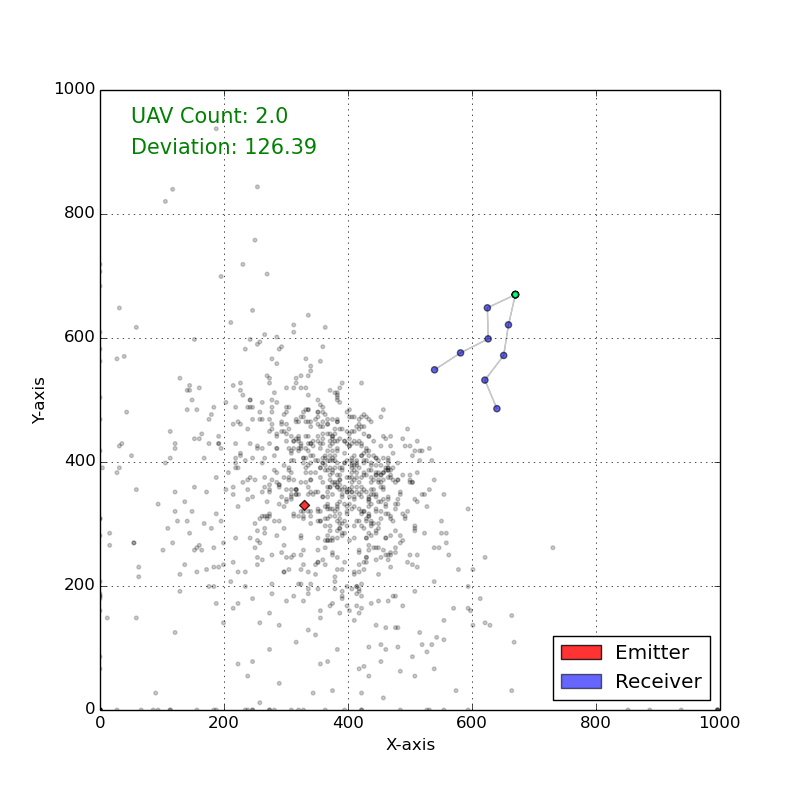 1000
UAV Count: 2.0
Deviation: 126.39
800
600
Y-axis
400
200
0
0 200 400 600 800 1000
X-axis
Emitter
Receiver